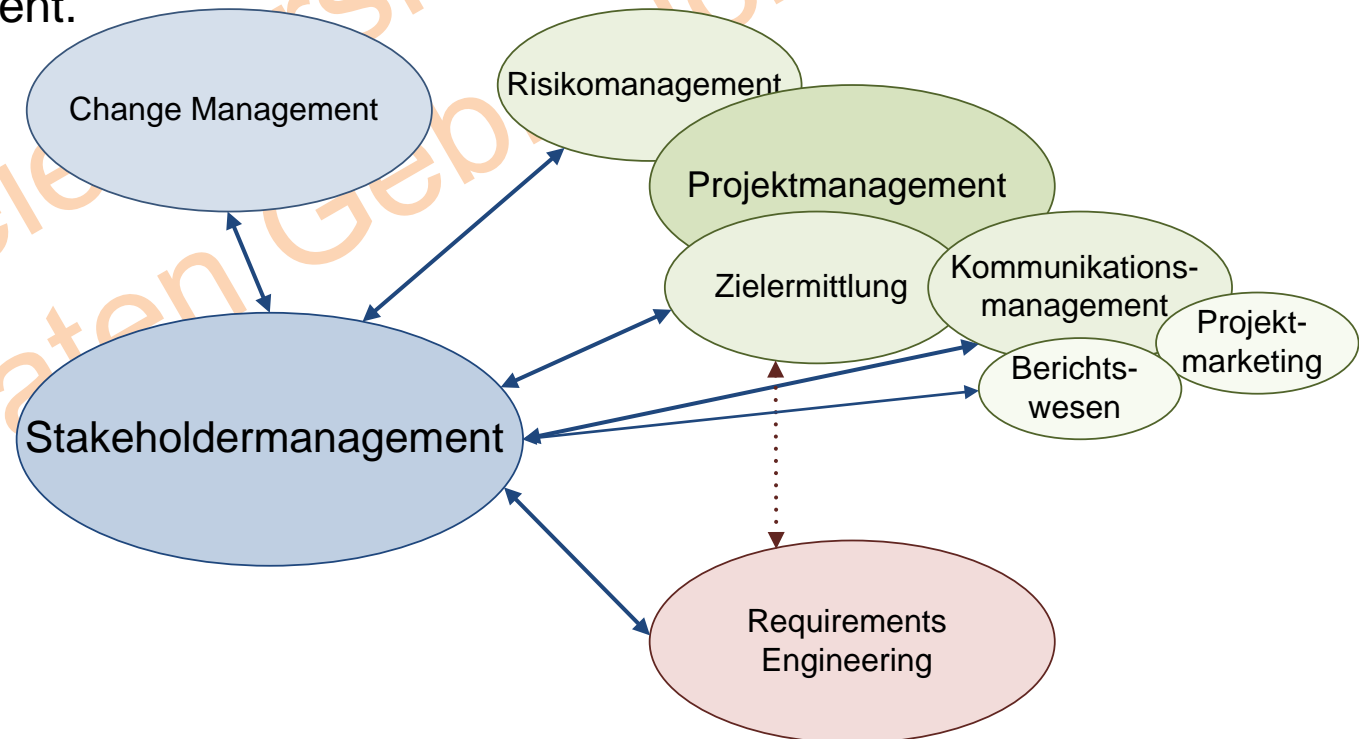 ent.
Change Management
Risikomanagement
Projektmanagement
Zielermittlung
Kommunikations-
management
Projekt-
marketing
Berichts-
wesen
Stakeholdermanagement
Requirements
Engineering